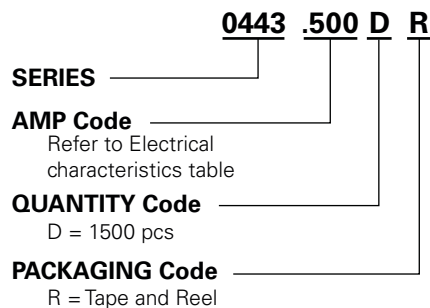 0443 .500 D R
SERIES
AMP Code
Refer to Electrical
characteristics table
QUANTITY Code
D = 1500 pcs
PACKAGING Code
R = Tape and Reel